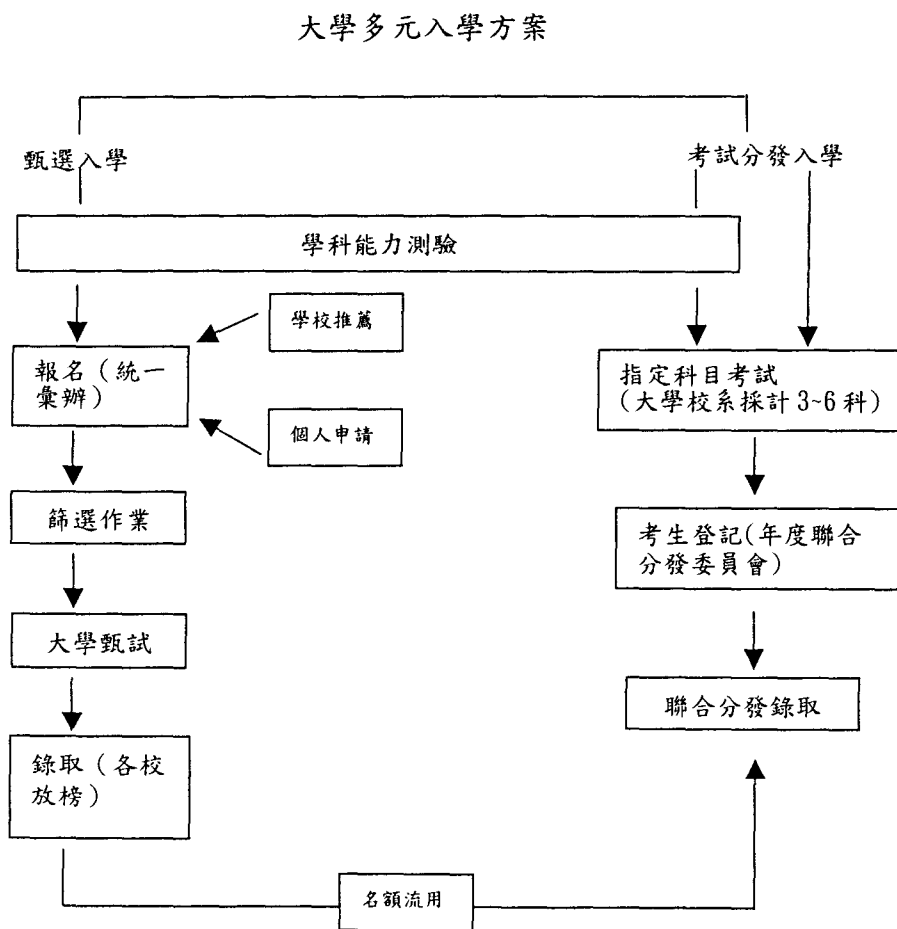 大學多元入學方案
甄選入學
考試分發入學
學科能力測驗
學校推薦
報名(統一
彙辦)
個人申請
指定科目考試
(大學校系採計3~6科)
篩選作業
考生登記(年度聯合
分發委員會)
大學甄試
聯合分發錄取
錄取(各校
放榜)
名額流用